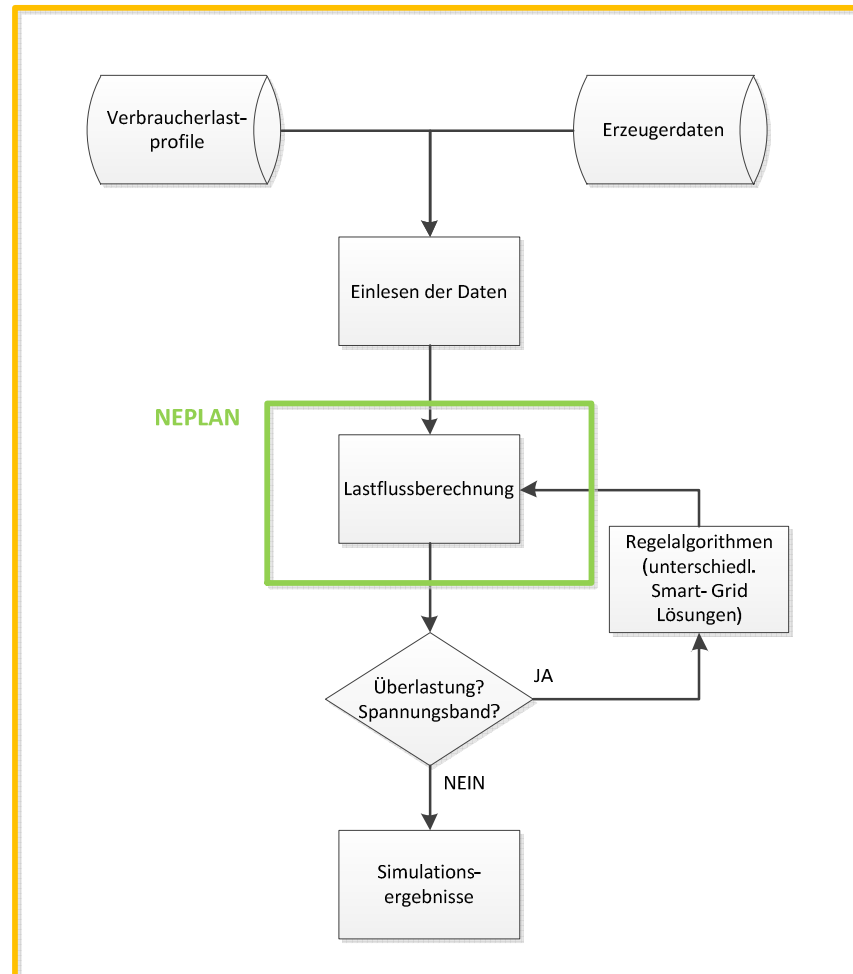 Verbraucherlast-
profile
Erzeugerdaten
Einlesen der Daten
NEPLAN
Lastflussberechnung
Regelalgorithmen
(unterschiedl.
Smart- Grid
Lösungen)
Überlastung?
Spannungsband?
JA
NEIN
Simulations-
ergebnisse